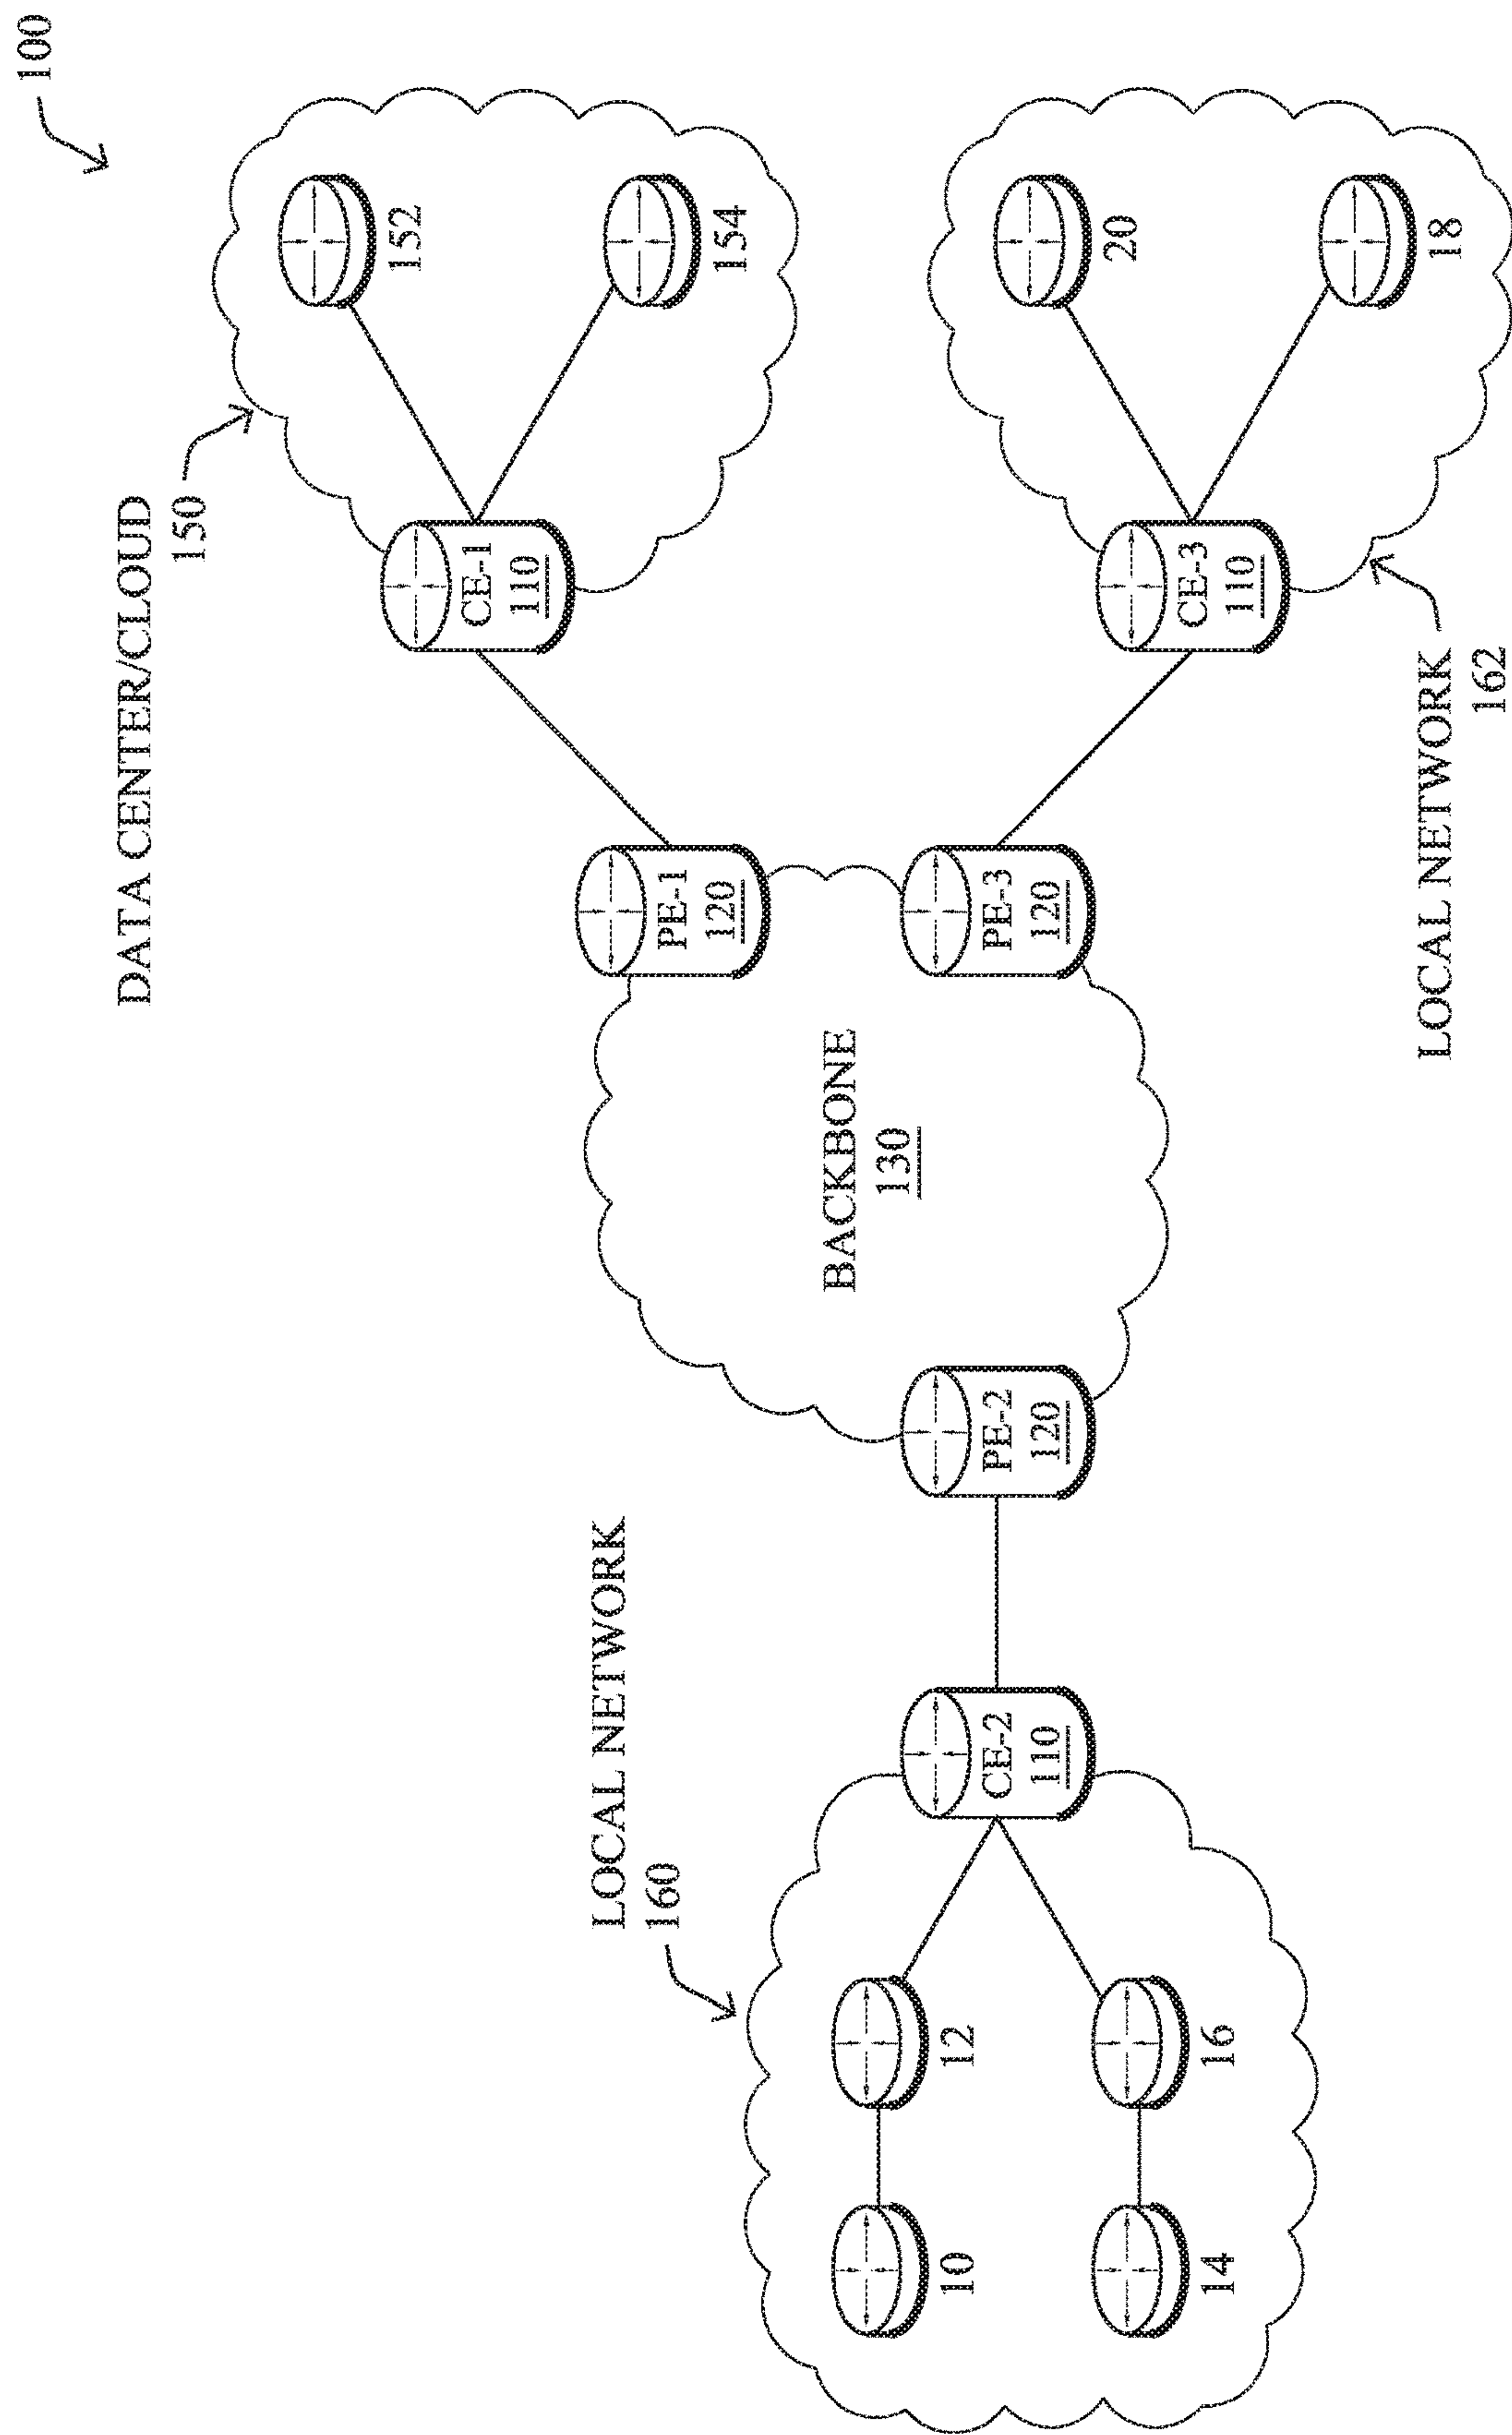 100
DATA CENTER/CLOUD
150
152
154
CE-1
110
PE-1
120
LOCAL NETWORK
160
BACKBONE
130
10
12
CE-2
110
PE-2
120
PE-3
120
14
16
CE-3
110
20
18
LOCAL NETWORK
162